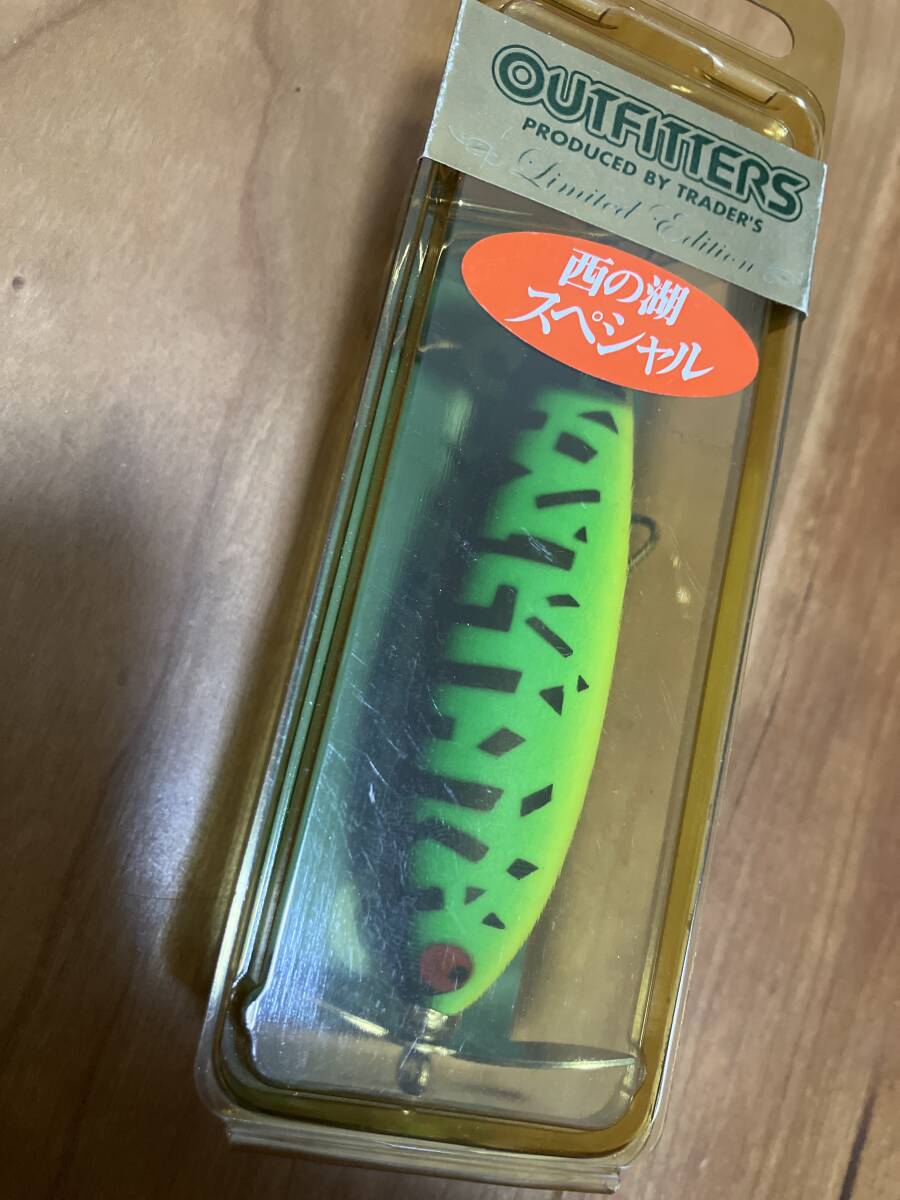 OUTFITTERS
PRODUCED BY TRADER'S
Limited Edition
西の湖
スペシャル